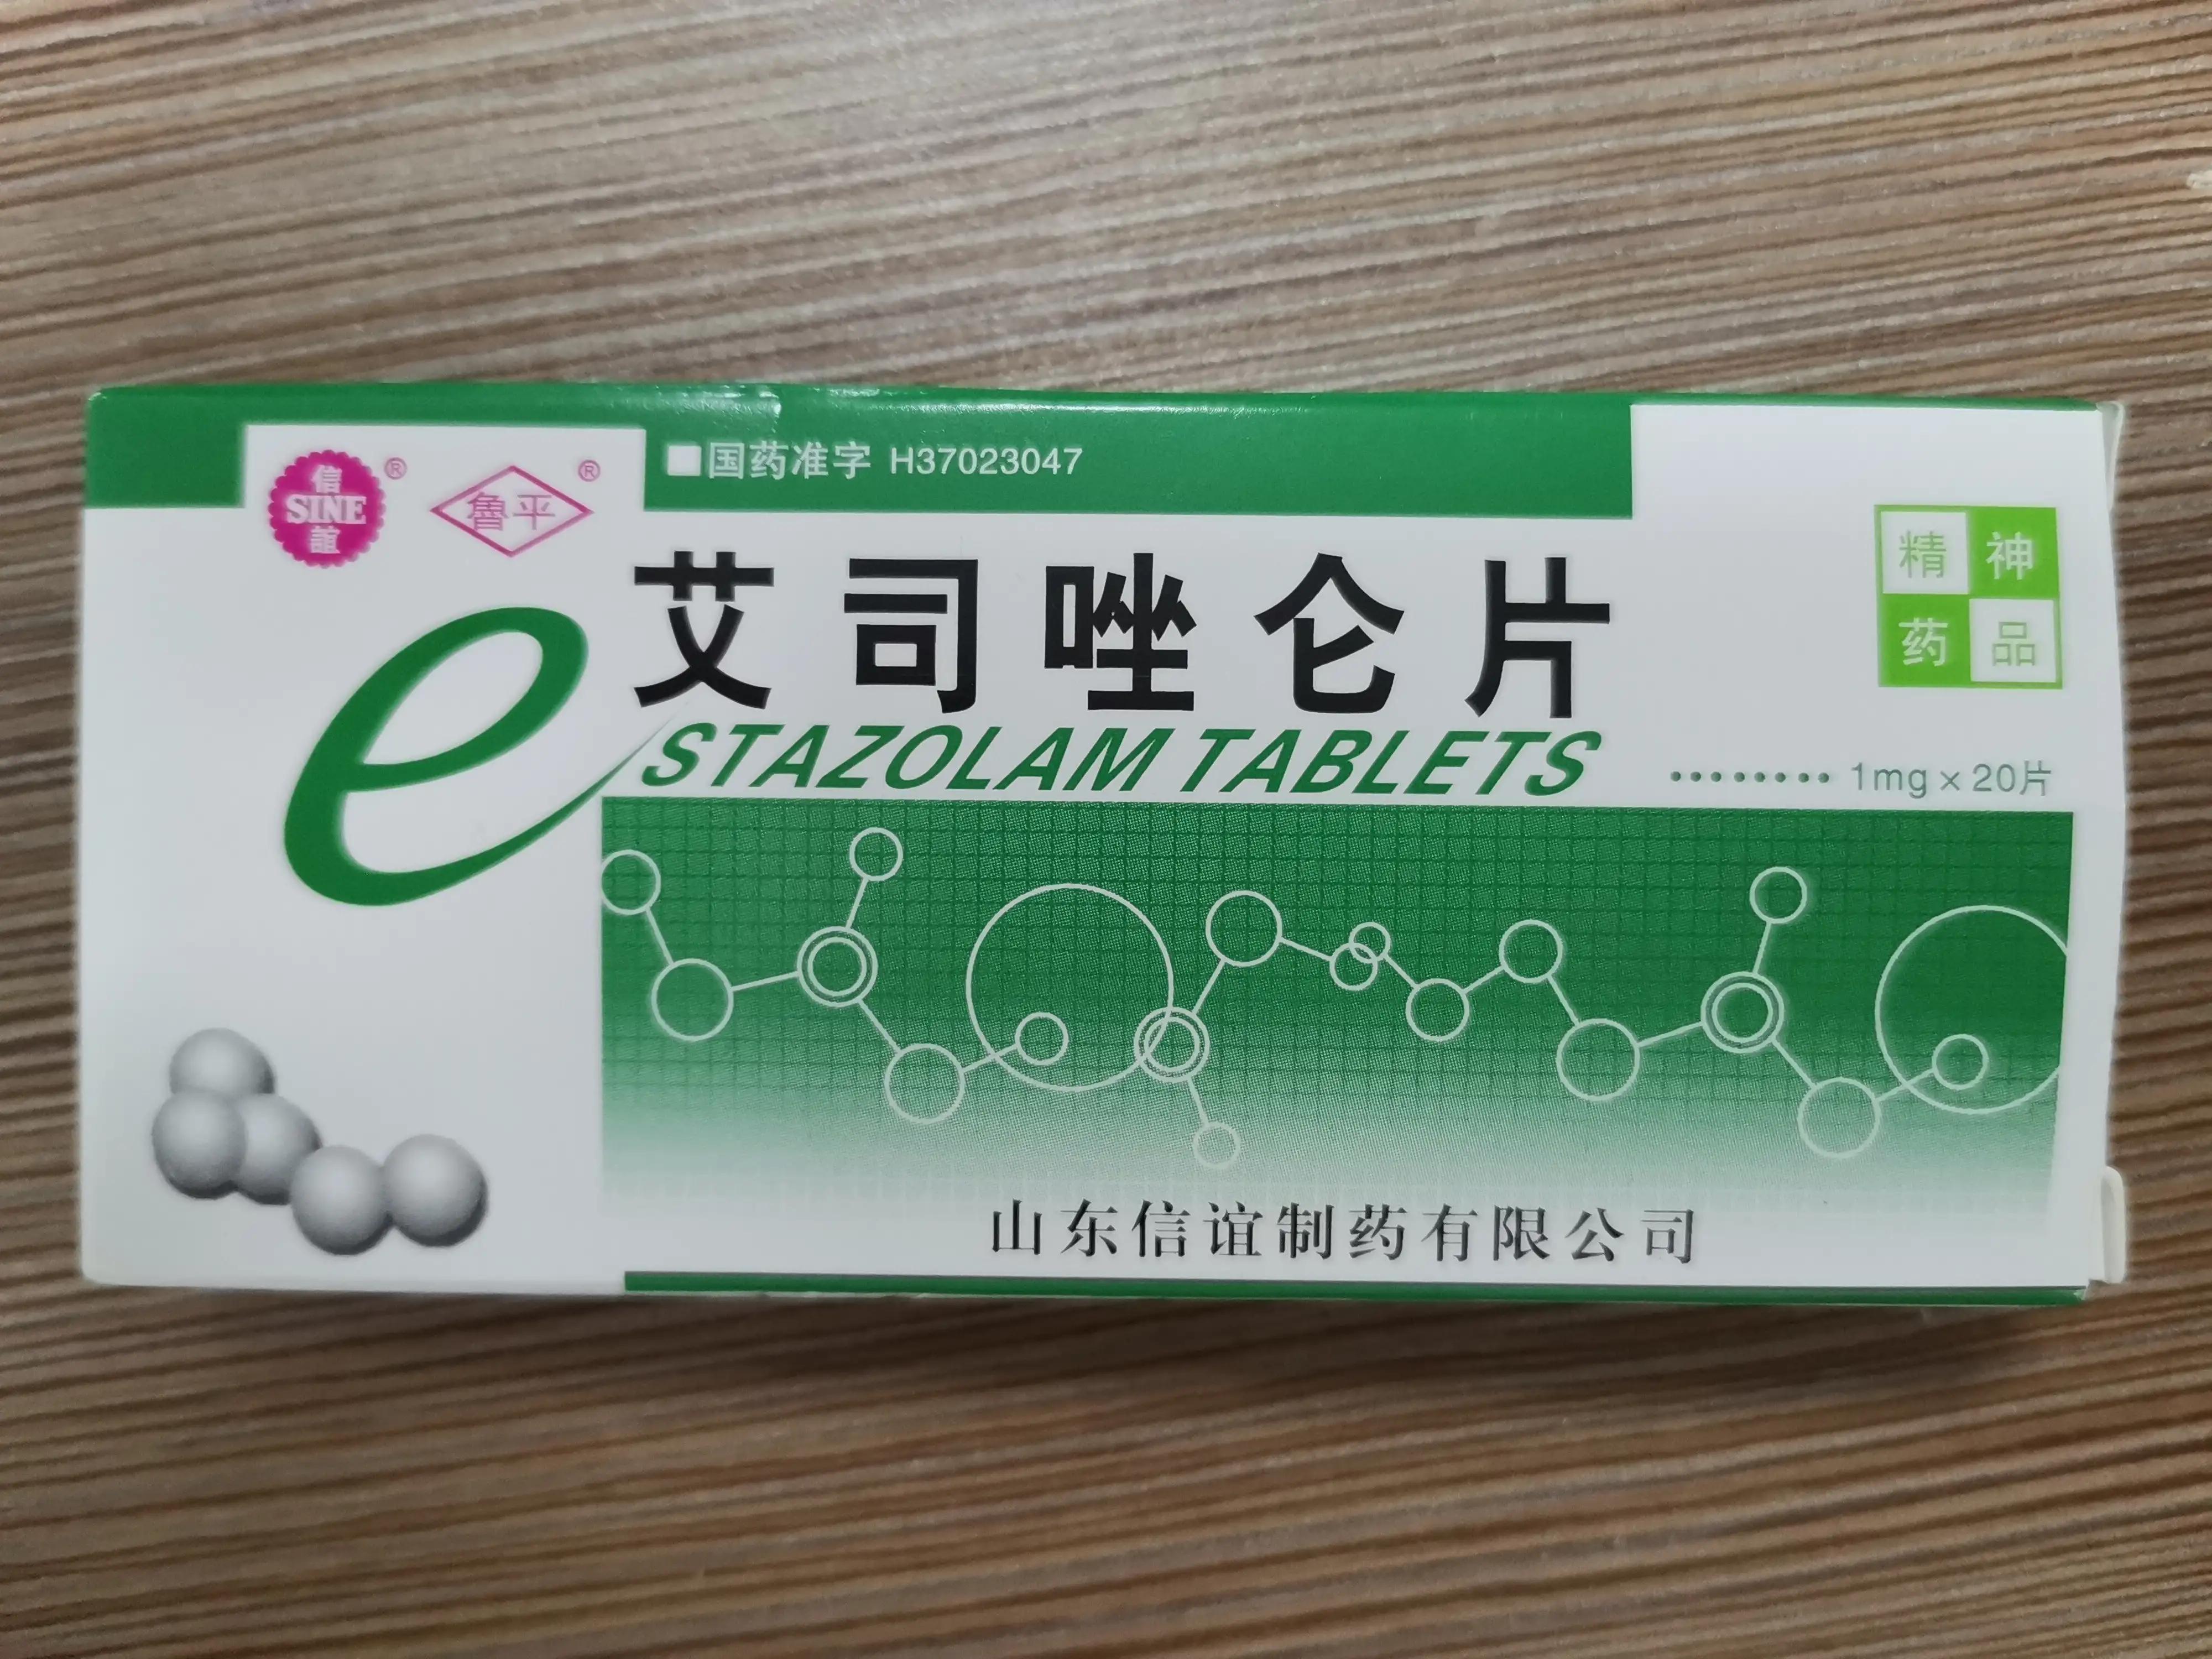 信
SINE
誼
®
魯平
®
国药准字 H37023047
精神
药品
艾司唑仑片
eSTAZOLAM TABLETS
········· 1mg×20片
山东信谊制药有限公司